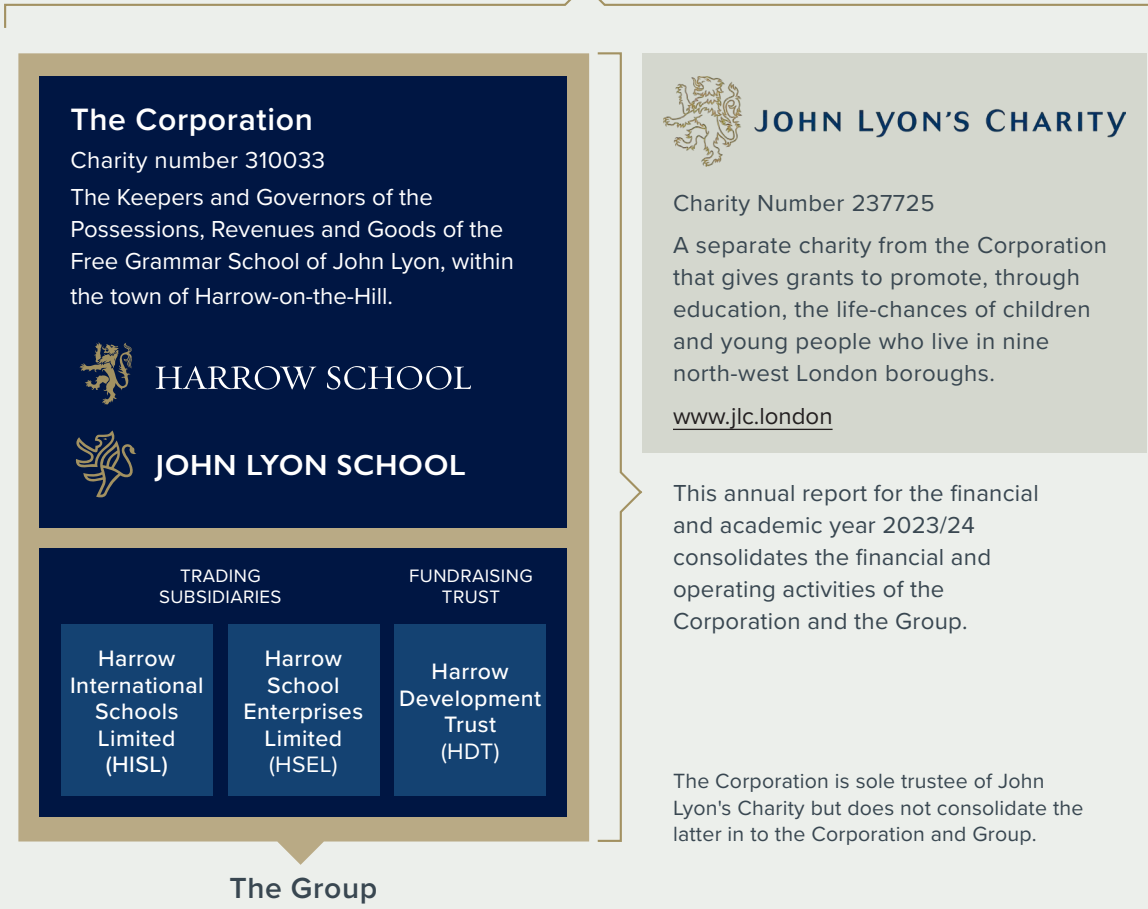 The Corporation
Charity number 310033
The Keepers and Governors of the
Possessions, Revenues and Goods of the
Free Grammar School of John Lyon, within
the town of Harrow-on-the-Hill.
HARROW SCHOOL
JOHN LYON SCHOOL
TRADING
SUBSIDIARIES
Harrow
International
Schools
Limited
(HISL)
Harrow
School
Enterprises
Limited
(HSEL)
FUNDRAISING
TRUST
Harrow
Development
Trust
(HDT)
The Group
JOHN LYON'S CHARITY
Charity Number 237725
A separate charity from the Corporation
that gives grants to promote, through
education, the life-chances of children
and young people who live in nine
north-west London boroughs.
www.jlc.london
This annual report for the financial
and academic year 2023/24
consolidates the financial and
operating activities of the
Corporation and the Group.
The Corporation is sole trustee of John
Lyon's Charity but does not consolidate the
latter in to the Corporation and Group.